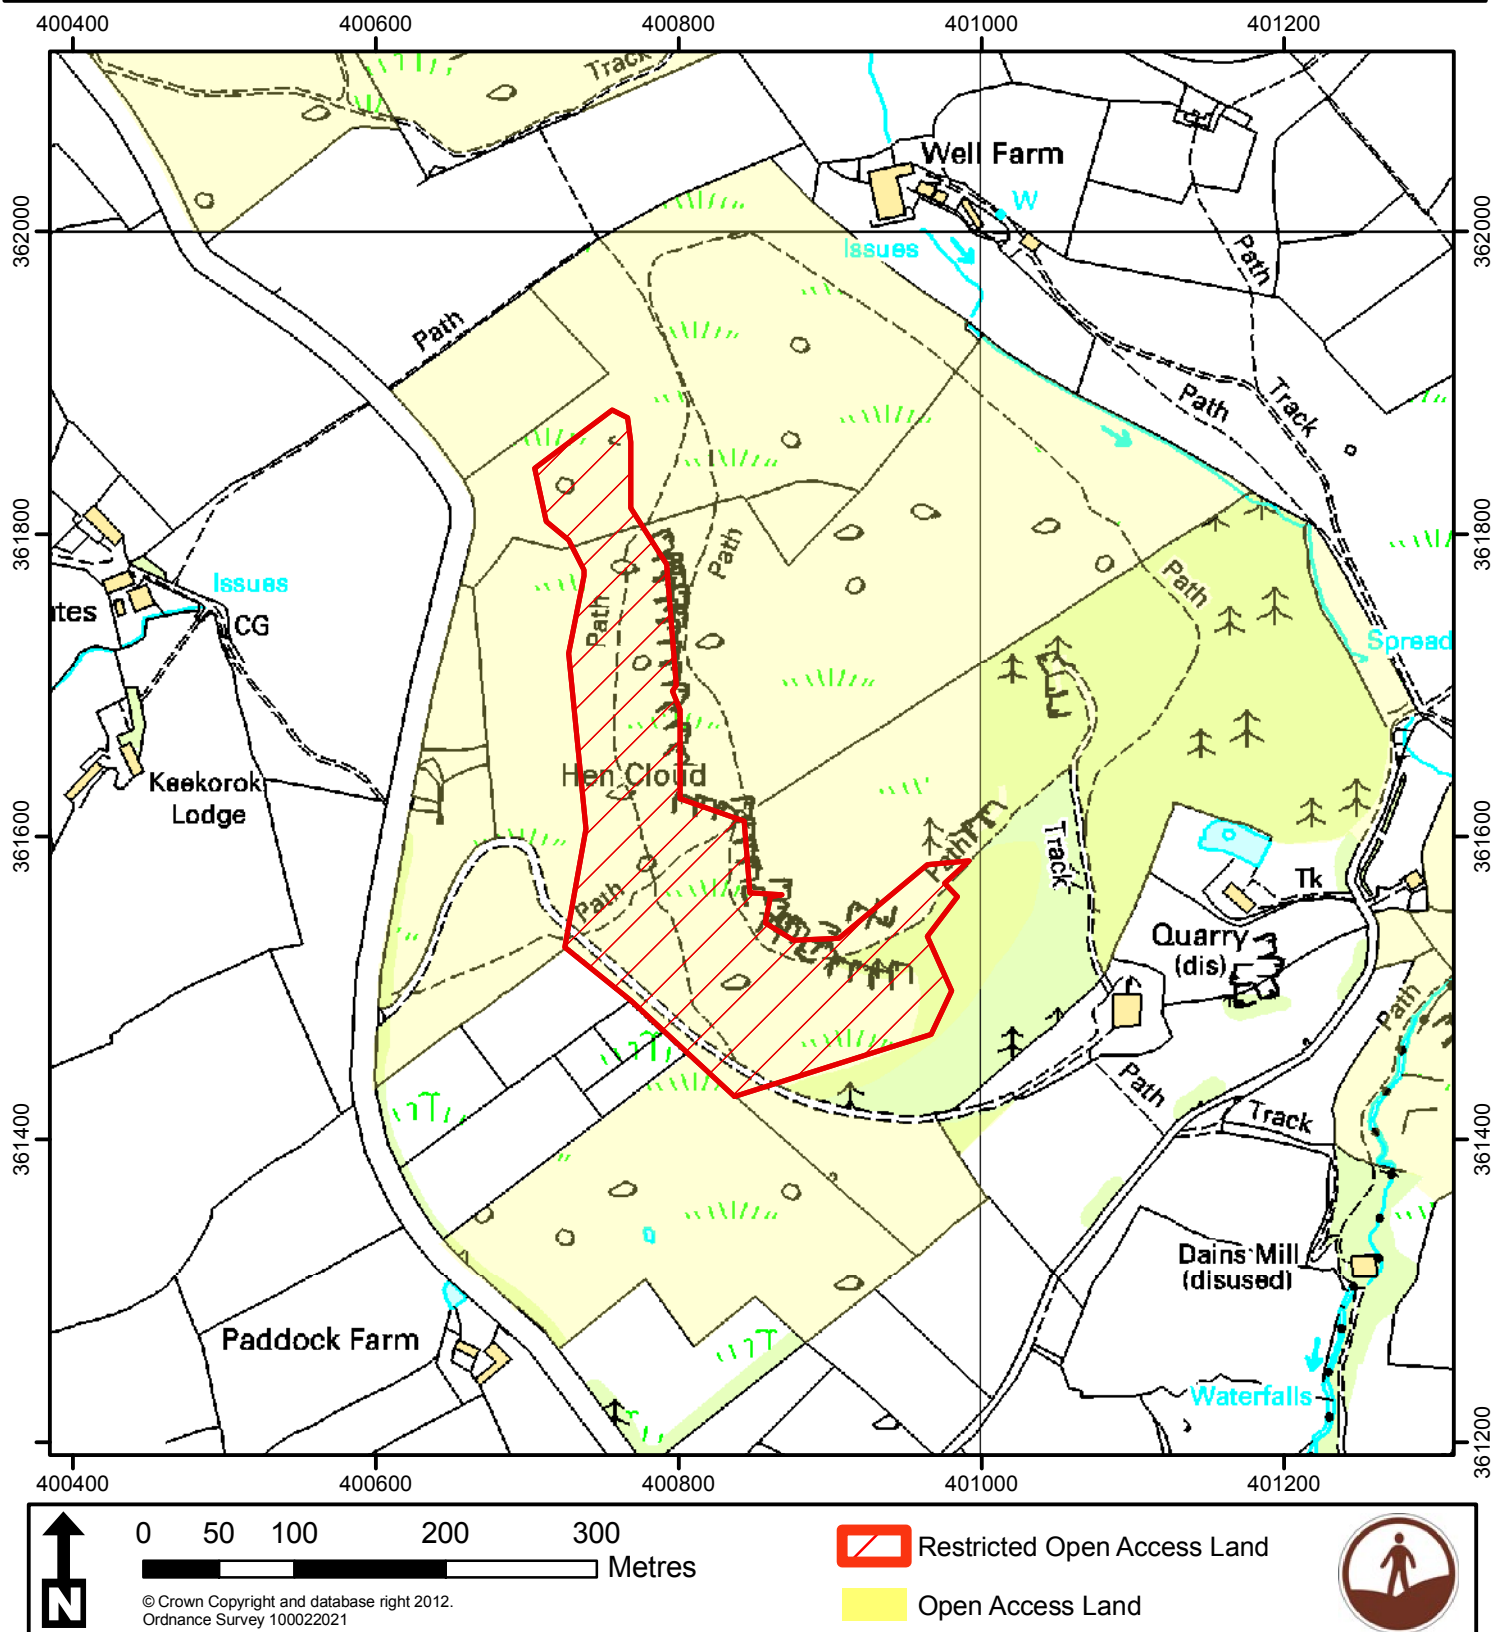 400400 400600 400800 401000 401200
Track
Well Farm
W
362000
362000
Issues
Path
Path
Path
Track
361800
361800
Path
Path
Path
Issues
CG
Spread
Keekorok
Lodge
Hen Cloud
361600
361600
Path
Track
Path
Tk
Quarry
(dis)
Path
Path
Track
361400
361400
Dains Mill
(disused)
Paddock Farm
Waterfalls
361200
400400 400600 400800 401000 401200
0 50 100 200 300
Metres
N
© Crown Copyright and database right 2012.
Ordnance Survey 100022021
Restricted Open Access Land
Open Access Land